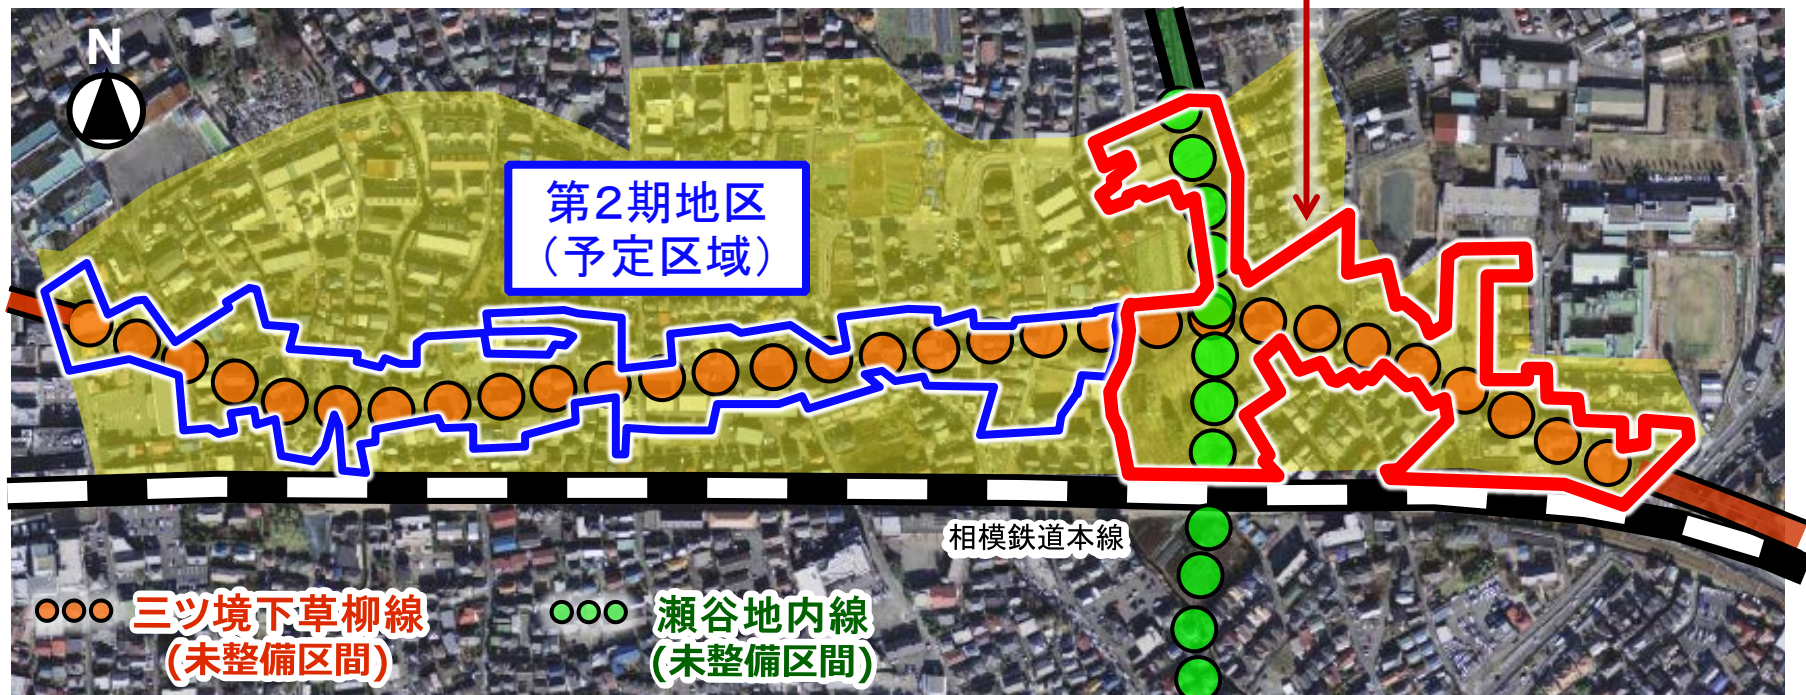 N
第2期地区
（予定区域）
相模鉄道本線
三ツ境下草柳線
(未整備区間)
瀬谷地内線
(未整備区間)